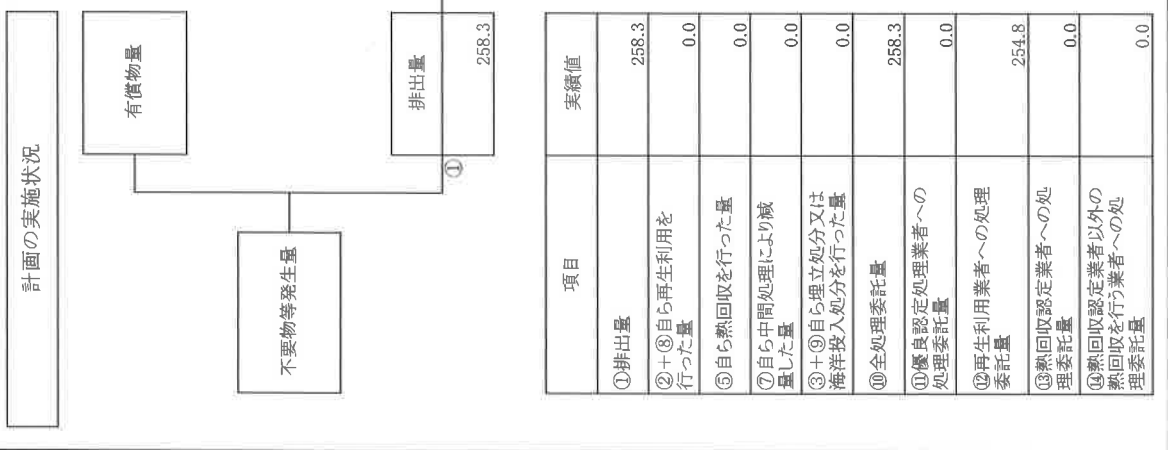 計画の実施状況
有償物量
不要物等発生量
排出量
①
258.3
項目
実績値
①排出量
258.3
②+⑧自ら再生利用を
行った量
0.0
⑤自ら熱回収を行った量
0.0
⑦自ら中間処理により減
量した量
0.0
③+⑨自ら埋立処分又は
海洋投入処分を行った量
0.0
⑩全処理委託量
258.3
⑪優良認定処理業者への
処理委託量
0.0
⑫再生利用業者への処理
委託量
254.8
⑬熱回収認定業者への処
理委託量
0.0
⑭熱回収認定業者以外の
熱回収を行う業者への処
理委託量
0.0